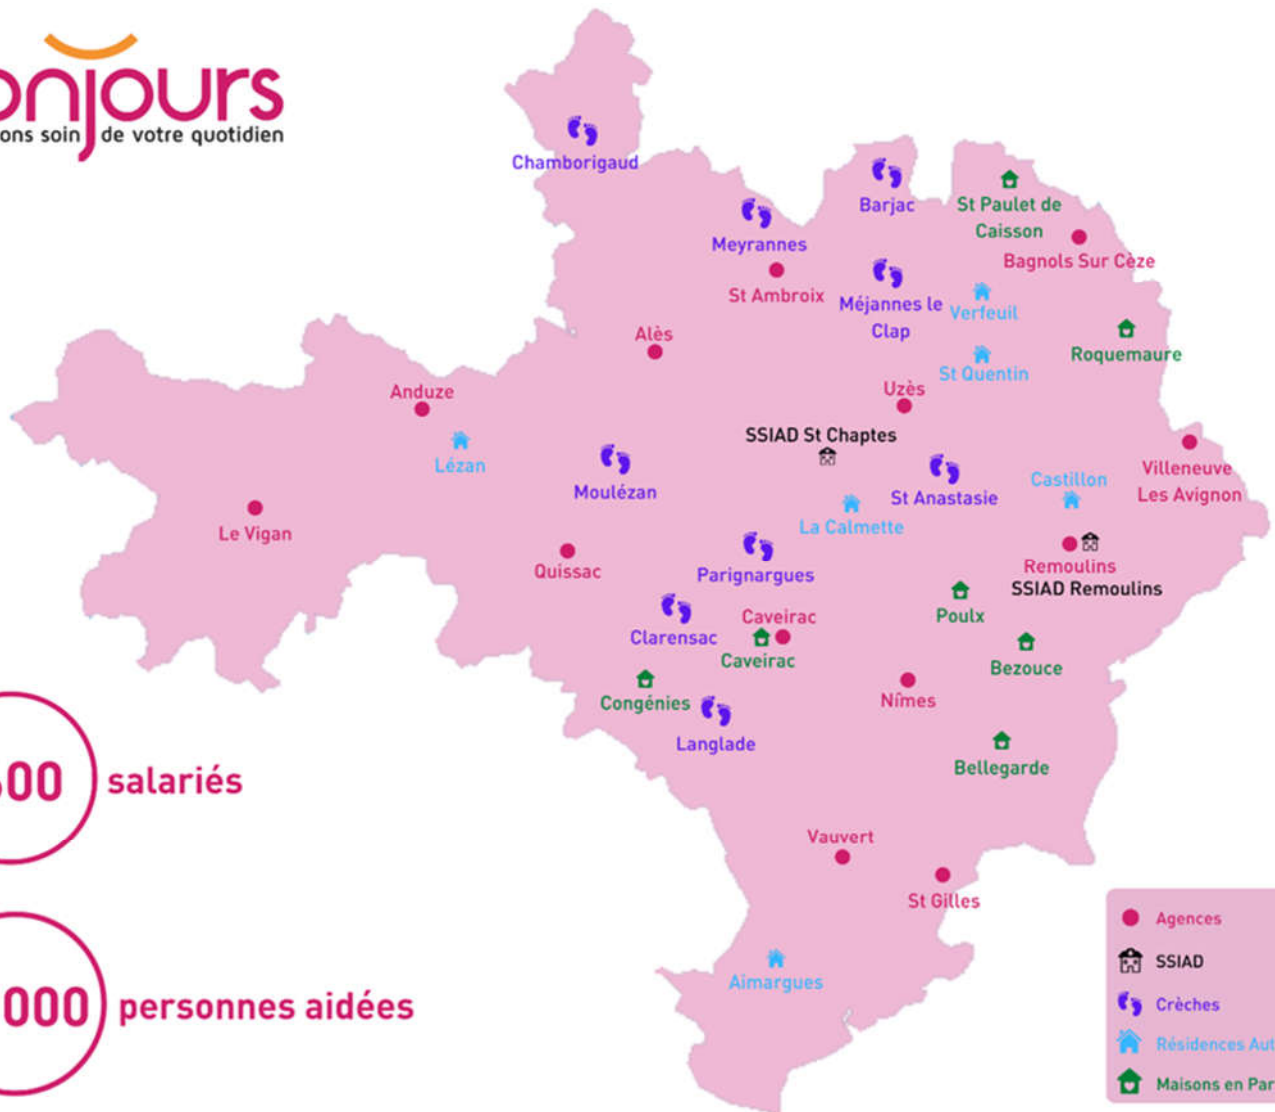 onjours
ons soin de votre quotidien
Chamborigaud
Barjac
St Paulet de
Caisson
Meyrannes
Bagnols Sur Cèze
St Ambroix
Méjannes le
Clap
Verfeuil
Alès
Roquemaure
St Quentin
Anduze
Uzès
SSIAD St Chaptes
Lézan
Villeneuve
Les Avignon
Castillon
Moulézan
St Anastasie
La Calmette
Le Vigan
Quissac
Parignargues
Remoulins
SSIAD Remoulins
Caveirac
Poulx
Clarensac
Caveirac
Bezouce
Congénies
Nîmes
Langlade
Bellegarde
00 salariés
Vauvert
St Gilles
Aimargues
000 personnes aidées
Agences
SSIAD
Crèches
Résidences Aut
Maisons en Par